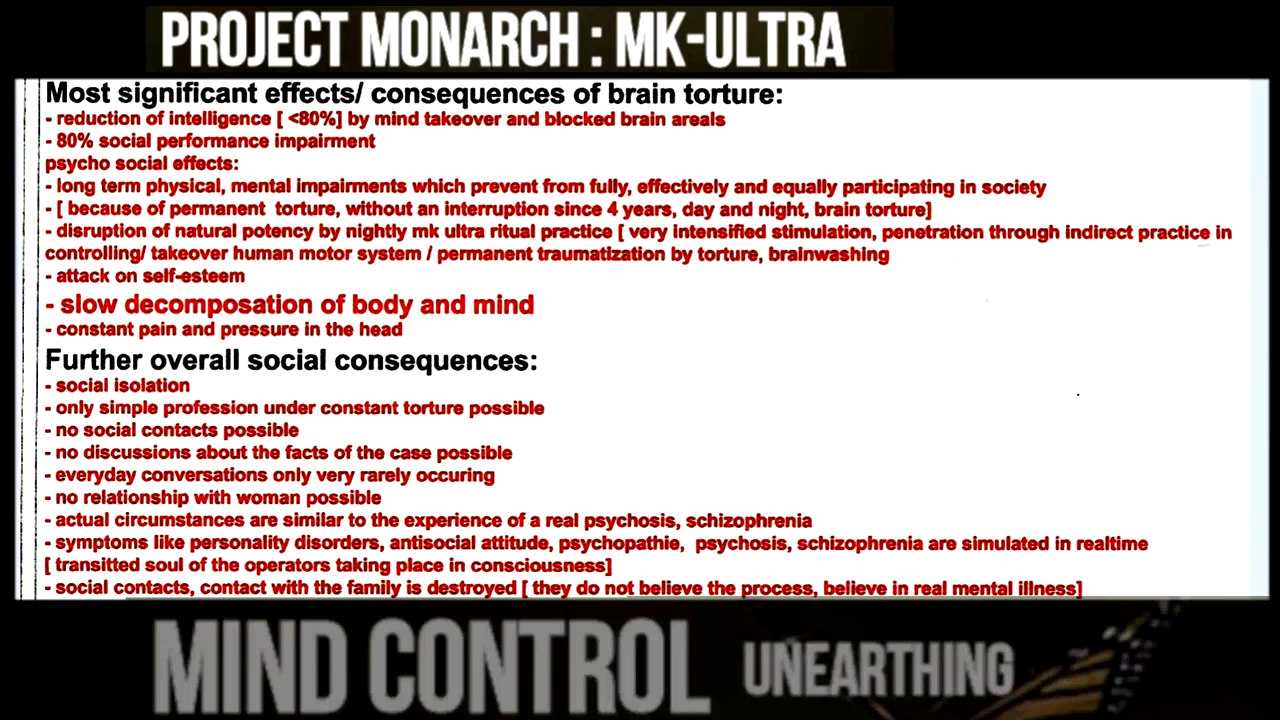 PROJECT MONARCH : MK-ULTRA
Most significant effects/ consequences of brain torture:
- reduction of intelligence [ <80%] by mind takeover and blocked brain areals
- 80% social performance impairment
psycho social effects:
- long term physical, mental impairments which prevent from fully, effectively and equally participating in society
- [ because of permanent torture, without an interruption since 4 years, day and night, brain torture]
- disruption of natural potency by nightly mk ultra ritual practice [ very intensified stimulation, penetration through indirect practice in
controlling/ takeover human motor system / permanent traumatization by torture, brainwashing
- attack on self-esteem
- slow decomposation of body and mind
- constant pain and pressure in the head
Further overall social consequences:
- social isolation
- only simple profession under constant torture possible
- no social contacts possible
- no discussions about the facts of the case possible
- everyday conversations only very rarely occuring
- no relationship with woman possible
- actual circumstances are similar to the experience of a real psychosis, schizophrenia
- symptoms like personality disorders, antisocial attitude, psychopathie, psychosis, schizophrenia are simulated in realtime
[ transitted soul of the operators taking place in consciousness]
- social contacts, contact with the family is destroyed [ they do not believe the process, believe in real mental illness]
MIND CONTROL UNEARTHING